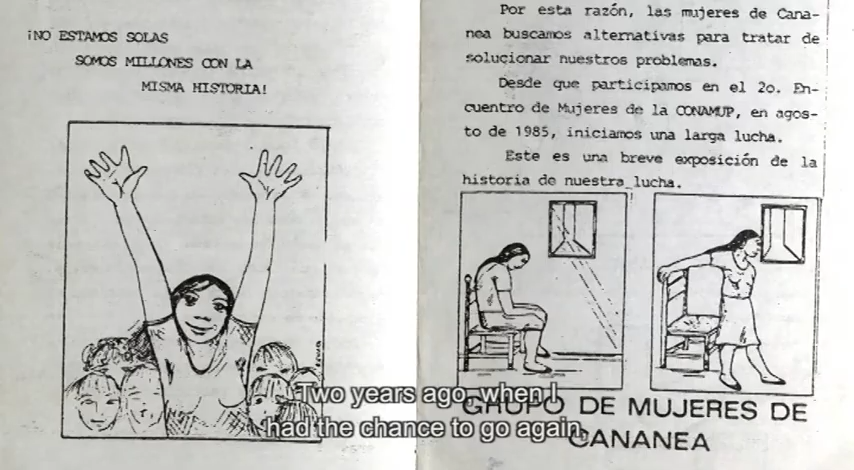 ¡NO ESTAMOS SOLAS
SOMOS MILLONES CON LA
MISMA HISTORIA!
Por esta razón, las mujeres de Cana-
nea buscamos alternativas para tratar de
solucionar nuestros problemas.
Desde que participamos en el 2o. En-
cuentro de Mujeres de la CONAMUP, en agos-
to de 1985, iniciamos una larga lucha.
Este es una breve exposición de la
historia de nuestra lucha.
GRUPO DE MUJERES DE
CANANEA
Two years ago, when I
had the chance to go again,